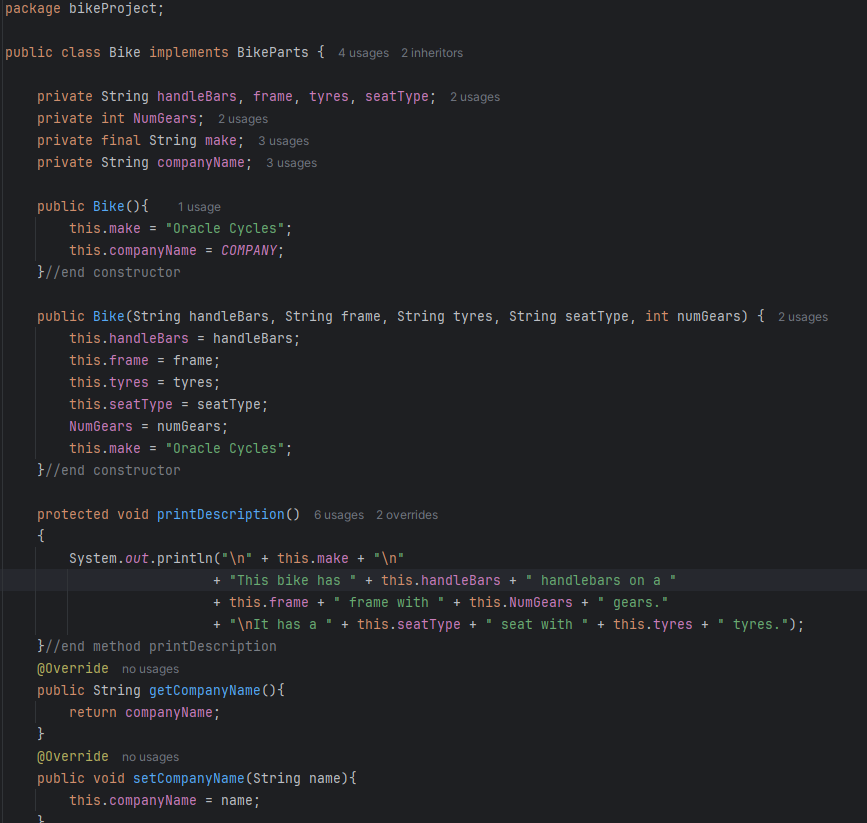 package bikeProject;
public class Bike implements BikeParts { 4 usages 2 inheritors
private String handleBars, frame, tyres, seatType; 2 usages
private int NumGears; 2 usages
private final String make; 3 usages
private String companyName; 3 usages
public Bike(){ 1 usage
this.make = "Oracle Cycles";
this.companyName = COMPANY;
}//end constructor
public Bike(String handleBars, String frame, String tyres, String seatType, int numGears) { 2 usages
this.handleBars = handleBars;
this.frame = frame;
this.tyres = tyres;
this.seatType = seatType;
NumGears = numGears;
this.make = "Oracle Cycles";
}//end constructor
protected void printDescription() 6 usages 2 overrides
{
System.out.println("\n" + this.make + "\n"
+ "This bike has " + this.handleBars + " handlebars on a "
+ this.frame + " frame with " + this.NumGears + " gears."
+ "\nIt has a " + this.seatType + " seat with " + this.tyres + " tyres.");
}//end method printDescription
@Override no usages
public String getCompanyName(){
return companyName;
}
@Override no usages
public void setCompanyName(String name){
this.companyName = name;
}